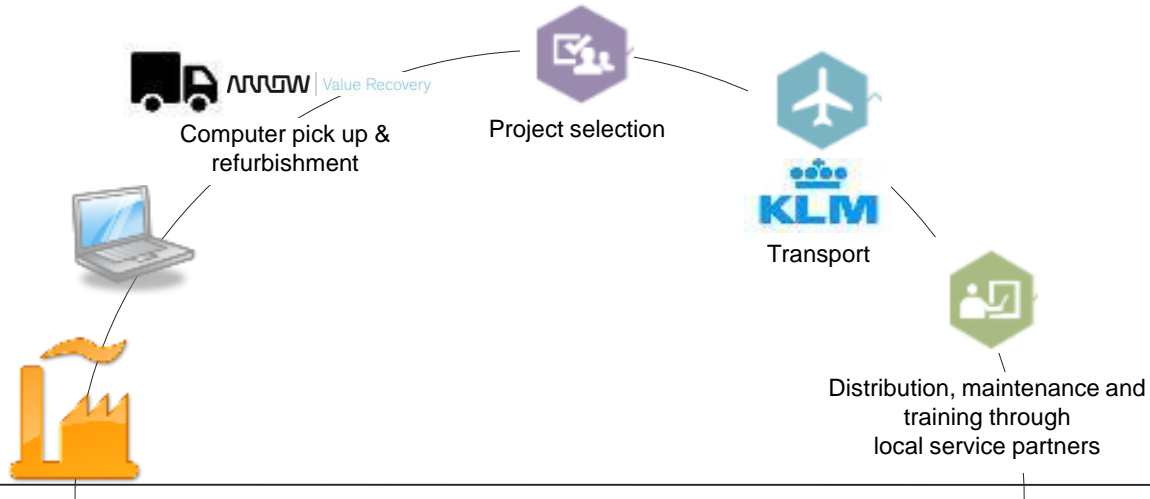 ARROW Value Recovery
Computer pick up &
refurbishment
Project selection
KLM
Transport
Distribution, maintenance and
training through
local service partners